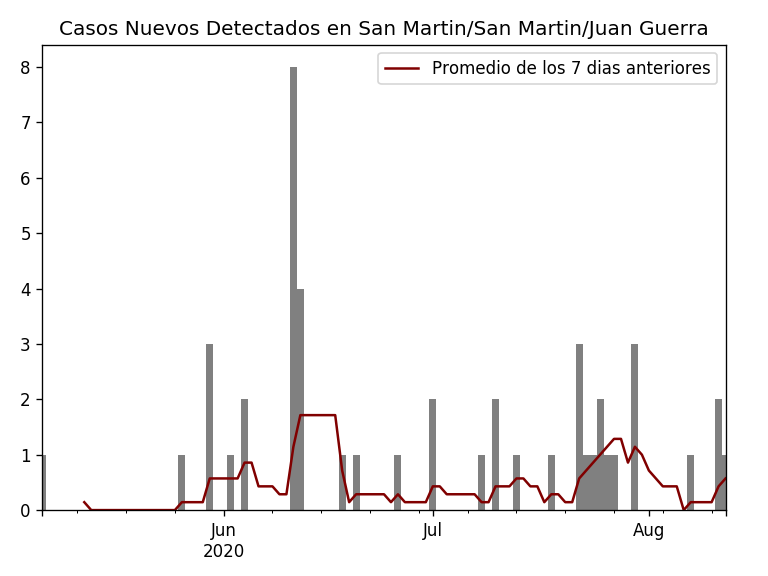 Casos Nuevos Detectados en San Martin/San Martin/Juan Guerra
Promedio de los 7 dias anteriores
8
7
6
5
4
3
2
1
0
Jun
2020
Jul
Aug